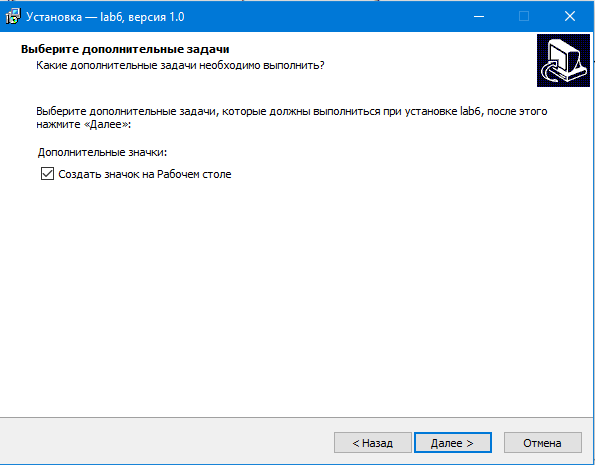 Установка — lab6, версия 1.0
Выберите дополнительные задачи
Какие дополнительные задачи необходимо выполнить?
Выберите дополнительные задачи, которые должны выполниться при установке lab6, после этого
нажмите «Далее»:
Дополнительные значки:
Создать значок на Рабочем столе
< Назад
Далее >
Отмена